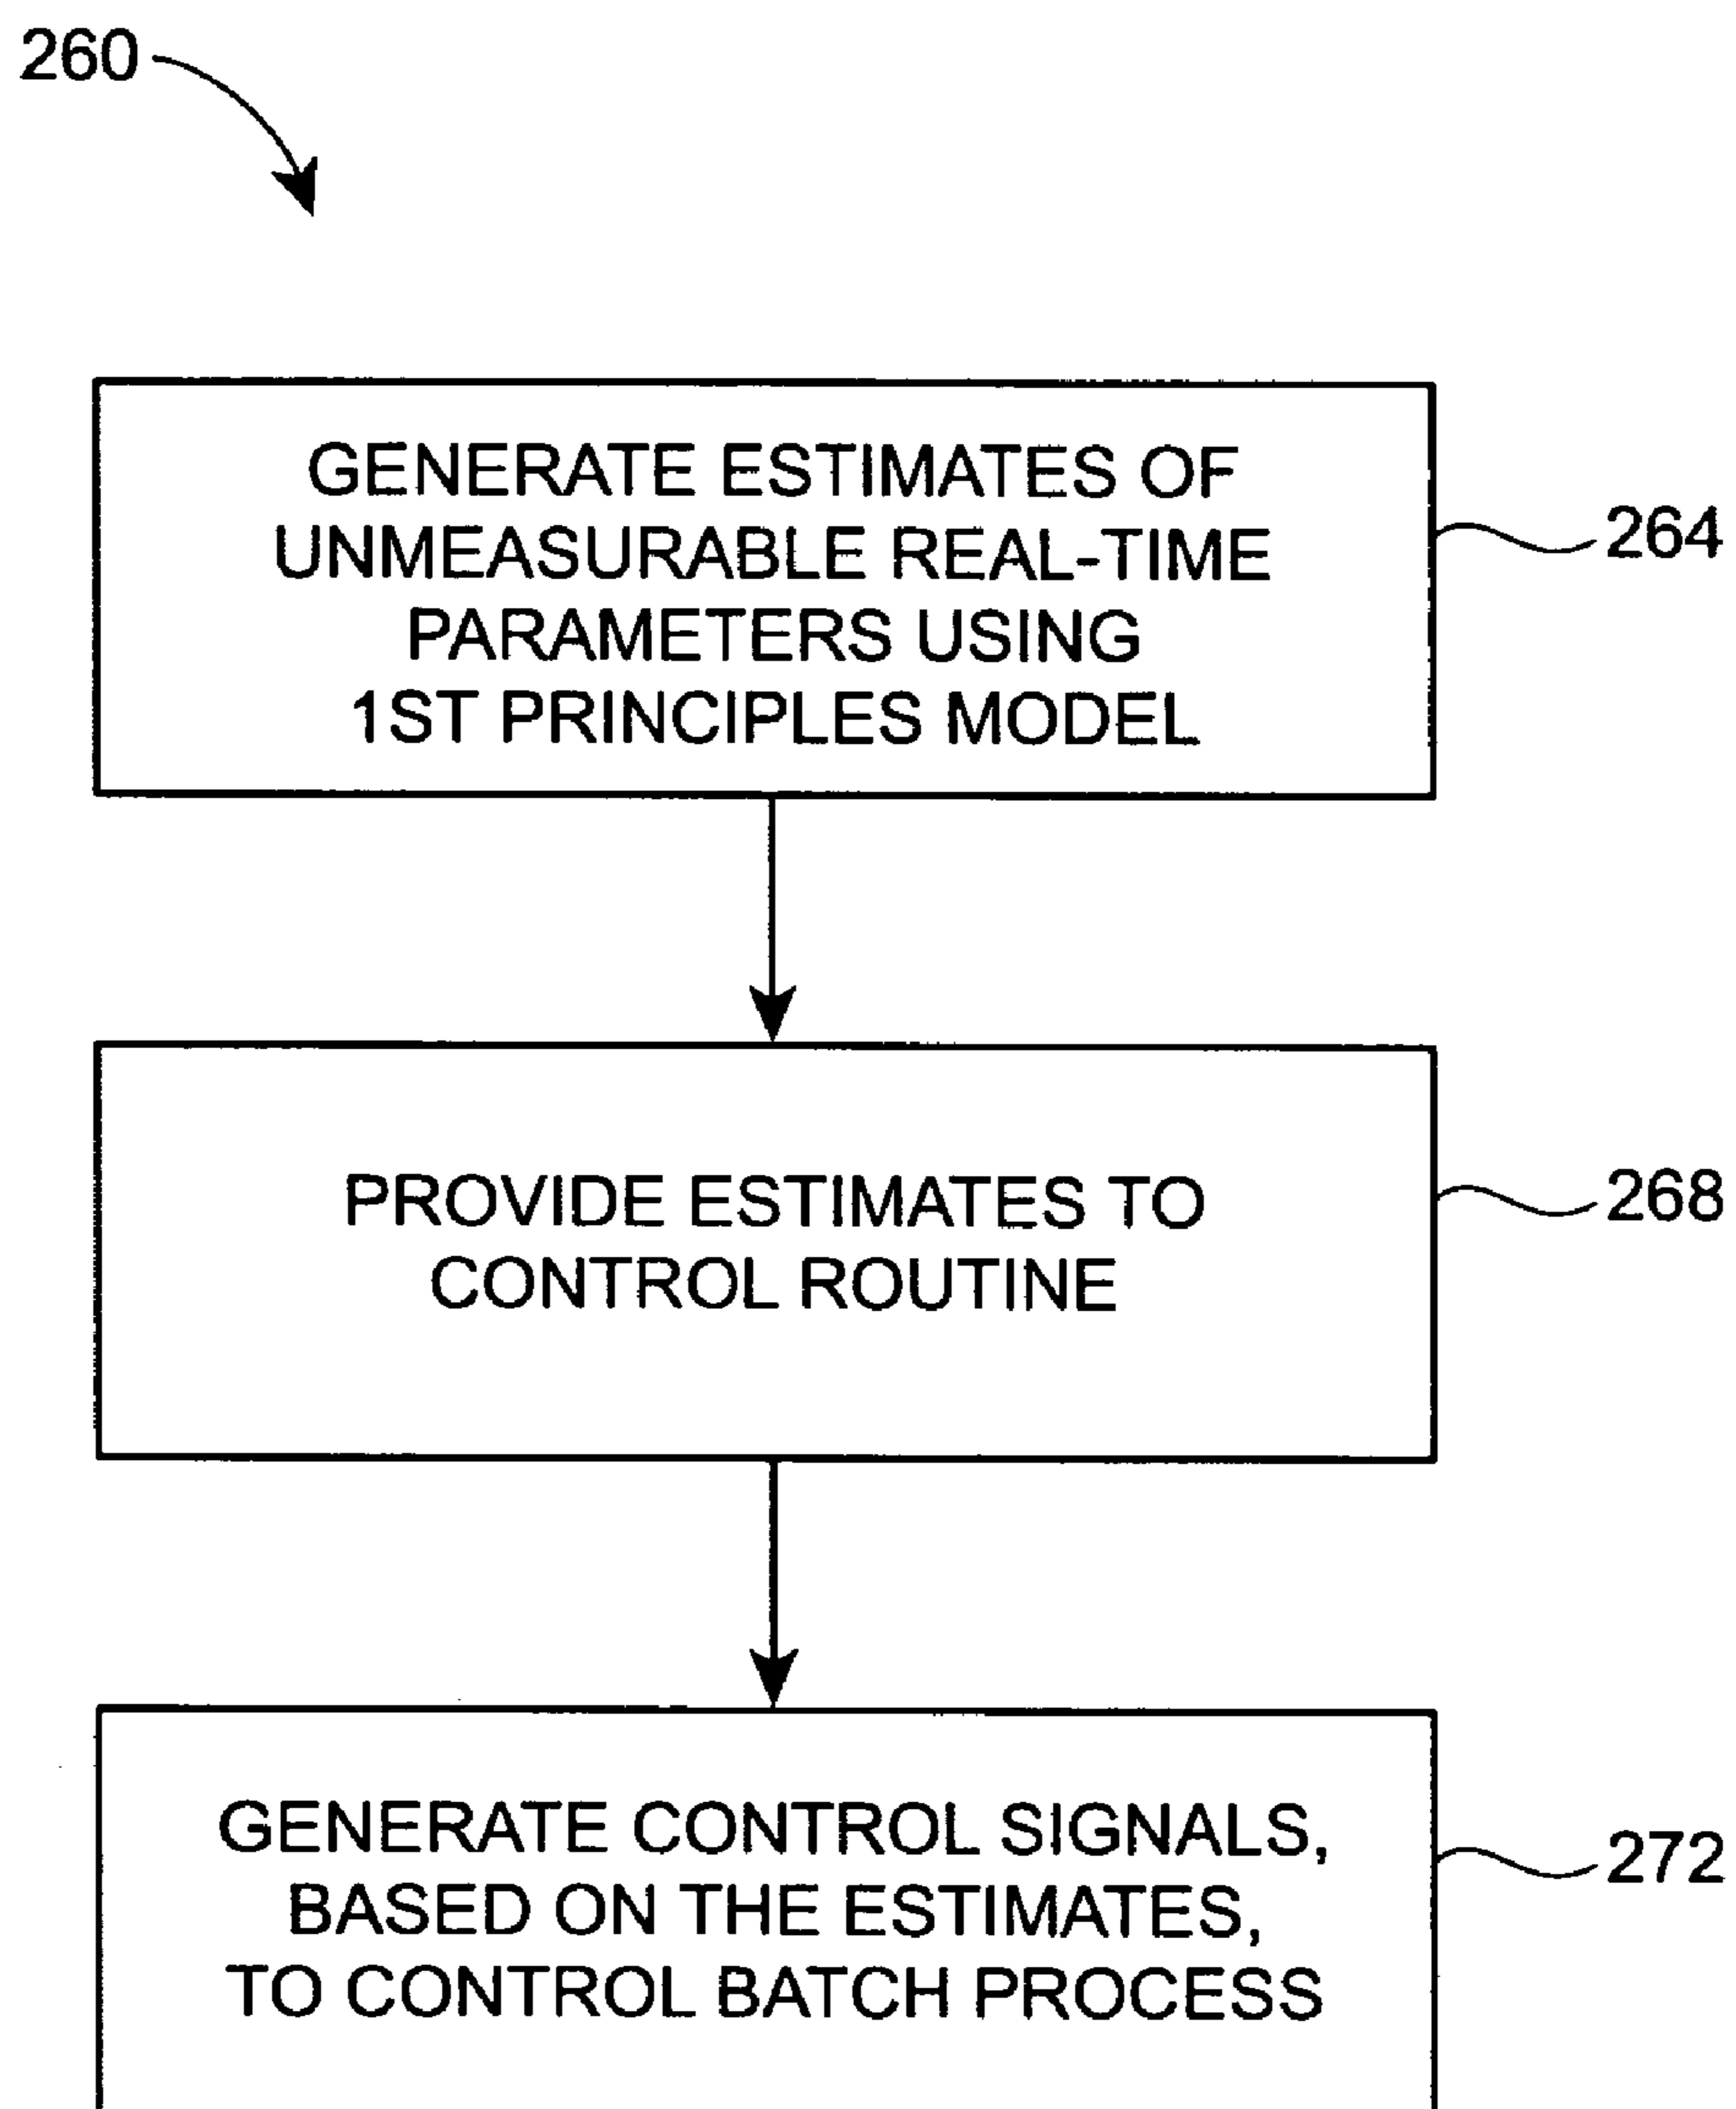 260
GENERATE ESTIMATES OF
UNMEASURABLE REAL-TIME
PARAMETERS USING
1ST PRINCIPLES MODEL
264
PROVIDE ESTIMATES TO
CONTROL ROUTINE
268
GENERATE CONTROL SIGNALS,
BASED ON THE ESTIMATES,
TO CONTROL BATCH PROCESS
272